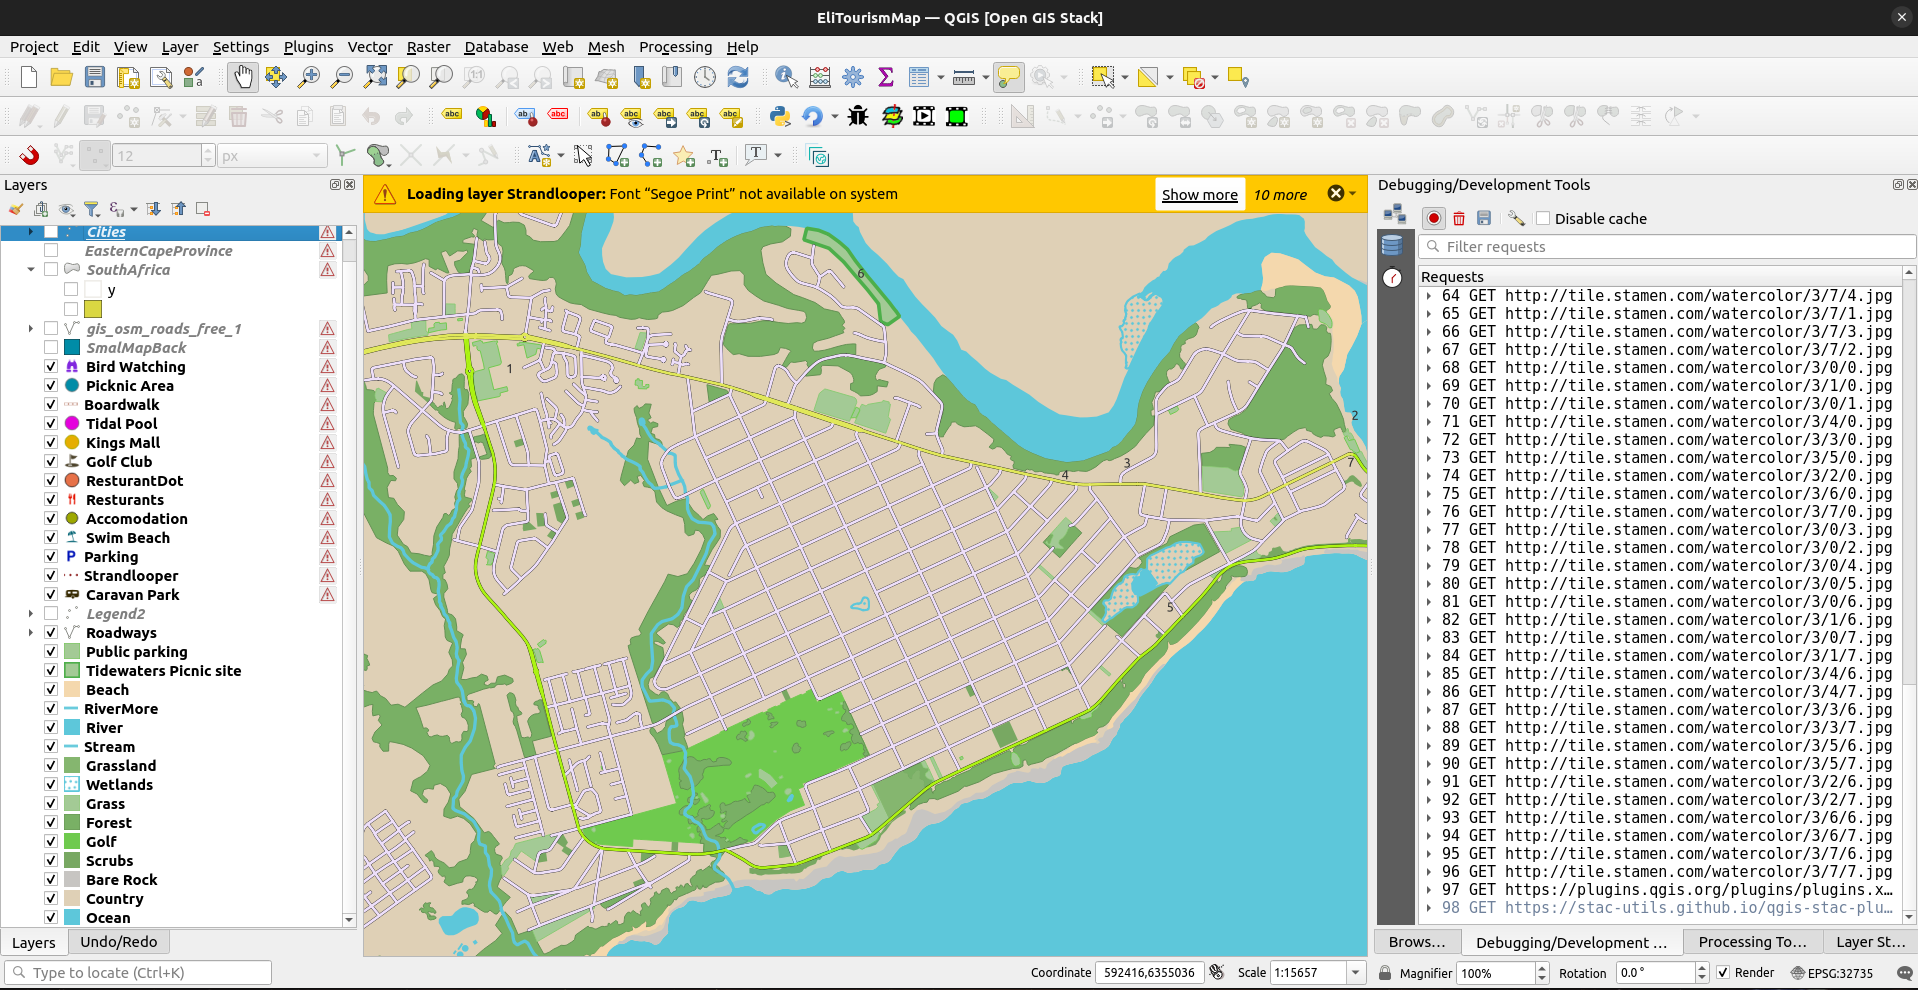 EliTourismMap — QGIS [Open GIS Stack]
Project Edit View Layer Settings Plugins Vector Raster Database Web Mesh Processing Help
12 px
Layers
Cities
EasternCapeProvince
SouthAfrica
y
gis_osm_roads_free_1
SmalMapBack
Bird Watching
Picknic Area
Boardwalk
Tidal Pool
Kings Mall
Golf Club
ResturantDot
Resturants
Accomodation
Swim Beach
P Parking
Strandlooper
Caravan Park
Legend2
Roadways
Public parking
Tidewaters Picnic site
Beach
RiverMore
River
Stream
Grassland
Wetlands
Grass
Forest
Golf
Scrubs
Bare Rock
Country
Ocean
Layers Undo/Redo
Type to locate (Ctrl+K)
Loading layer Strandlooper: Font “Segoe Print” not available on system Show more 10 more
6
1
2
3
7
4
5
Debugging/Development Tools
Disable cache
Filter requests
Requests
64 GET http://tile.stamen.com/watercolor/3/7/4.jpg
65 GET http://tile.stamen.com/watercolor/3/7/1.jpg
66 GET http://tile.stamen.com/watercolor/3/7/3.jpg
67 GET http://tile.stamen.com/watercolor/3/7/2.jpg
68 GET http://tile.stamen.com/watercolor/3/0/0.jpg
69 GET http://tile.stamen.com/watercolor/3/1/0.jpg
70 GET http://tile.stamen.com/watercolor/3/0/1.jpg
71 GET http://tile.stamen.com/watercolor/3/4/0.jpg
72 GET http://tile.stamen.com/watercolor/3/3/0.jpg
73 GET http://tile.stamen.com/watercolor/3/5/0.jpg
74 GET http://tile.stamen.com/watercolor/3/2/0.jpg
75 GET http://tile.stamen.com/watercolor/3/6/0.jpg
76 GET http://tile.stamen.com/watercolor/3/7/0.jpg
77 GET http://tile.stamen.com/watercolor/3/0/3.jpg
78 GET http://tile.stamen.com/watercolor/3/0/2.jpg
79 GET http://tile.stamen.com/watercolor/3/0/4.jpg
80 GET http://tile.stamen.com/watercolor/3/0/5.jpg
81 GET http://tile.stamen.com/watercolor/3/0/6.jpg
82 GET http://tile.stamen.com/watercolor/3/1/6.jpg
83 GET http://tile.stamen.com/watercolor/3/0/7.jpg
84 GET http://tile.stamen.com/watercolor/3/1/7.jpg
85 GET http://tile.stamen.com/watercolor/3/4/6.jpg
86 GET http://tile.stamen.com/watercolor/3/4/7.jpg
87 GET http://tile.stamen.com/watercolor/3/3/6.jpg
88 GET http://tile.stamen.com/watercolor/3/3/7.jpg
89 GET http://tile.stamen.com/watercolor/3/5/6.jpg
90 GET http://tile.stamen.com/watercolor/3/5/7.jpg
91 GET http://tile.stamen.com/watercolor/3/2/6.jpg
92 GET http://tile.stamen.com/watercolor/3/2/7.jpg
93 GET http://tile.stamen.com/watercolor/3/6/6.jpg
94 GET http://tile.stamen.com/watercolor/3/6/7.jpg
95 GET http://tile.stamen.com/watercolor/3/7/6.jpg
96 GET http://tile.stamen.com/watercolor/3/7/7.jpg
97 GET https://plugins.qgis.org/plugins/plugins.x…
98 GET https://stac-utils.github.io/qgis-stac-plu…
Brows… Debugging/Development … Processing To… Layer St…
Coordinate 592416,6355036 Scale 1:15657 Magnifier 100% Rotation 0.0 ° Render EPSG:32735